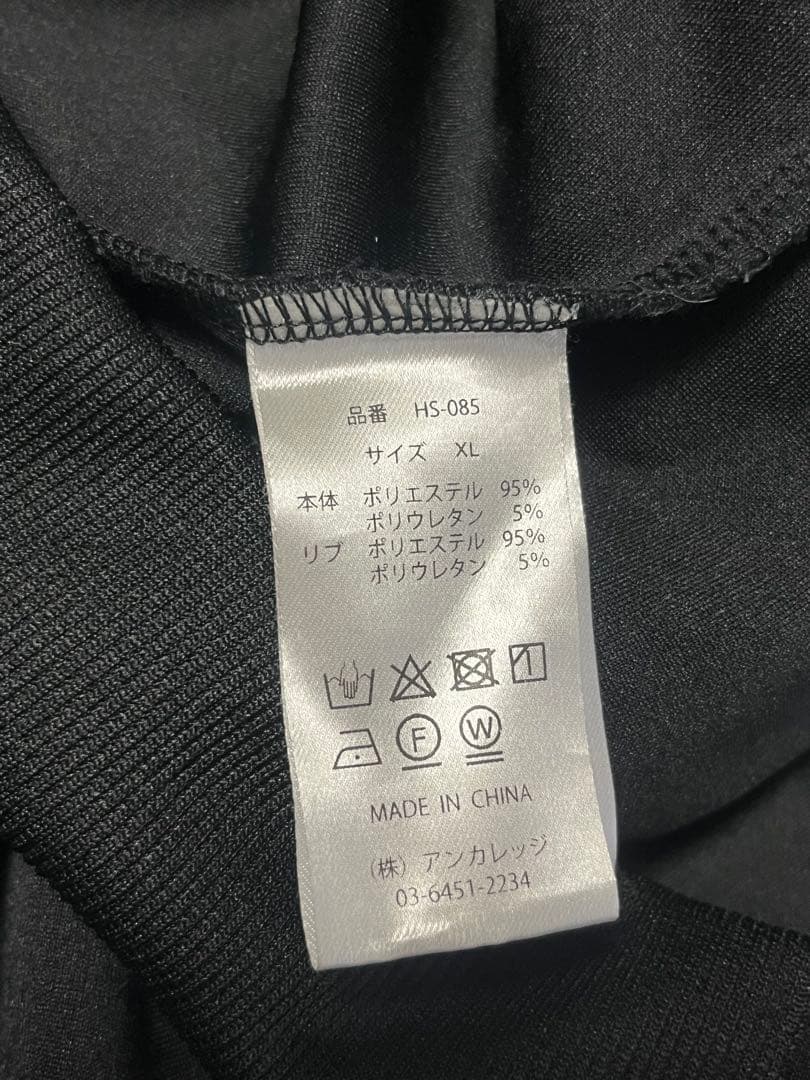 品番 HS-085
サイズ XL
本体 ポリエステル 95%
ポリウレタン 5%
リブ ポリエステル 95%
ポリウレタン 5%
F W
MADE IN CHINA
(株) アンカレッジ
03-6451-2234